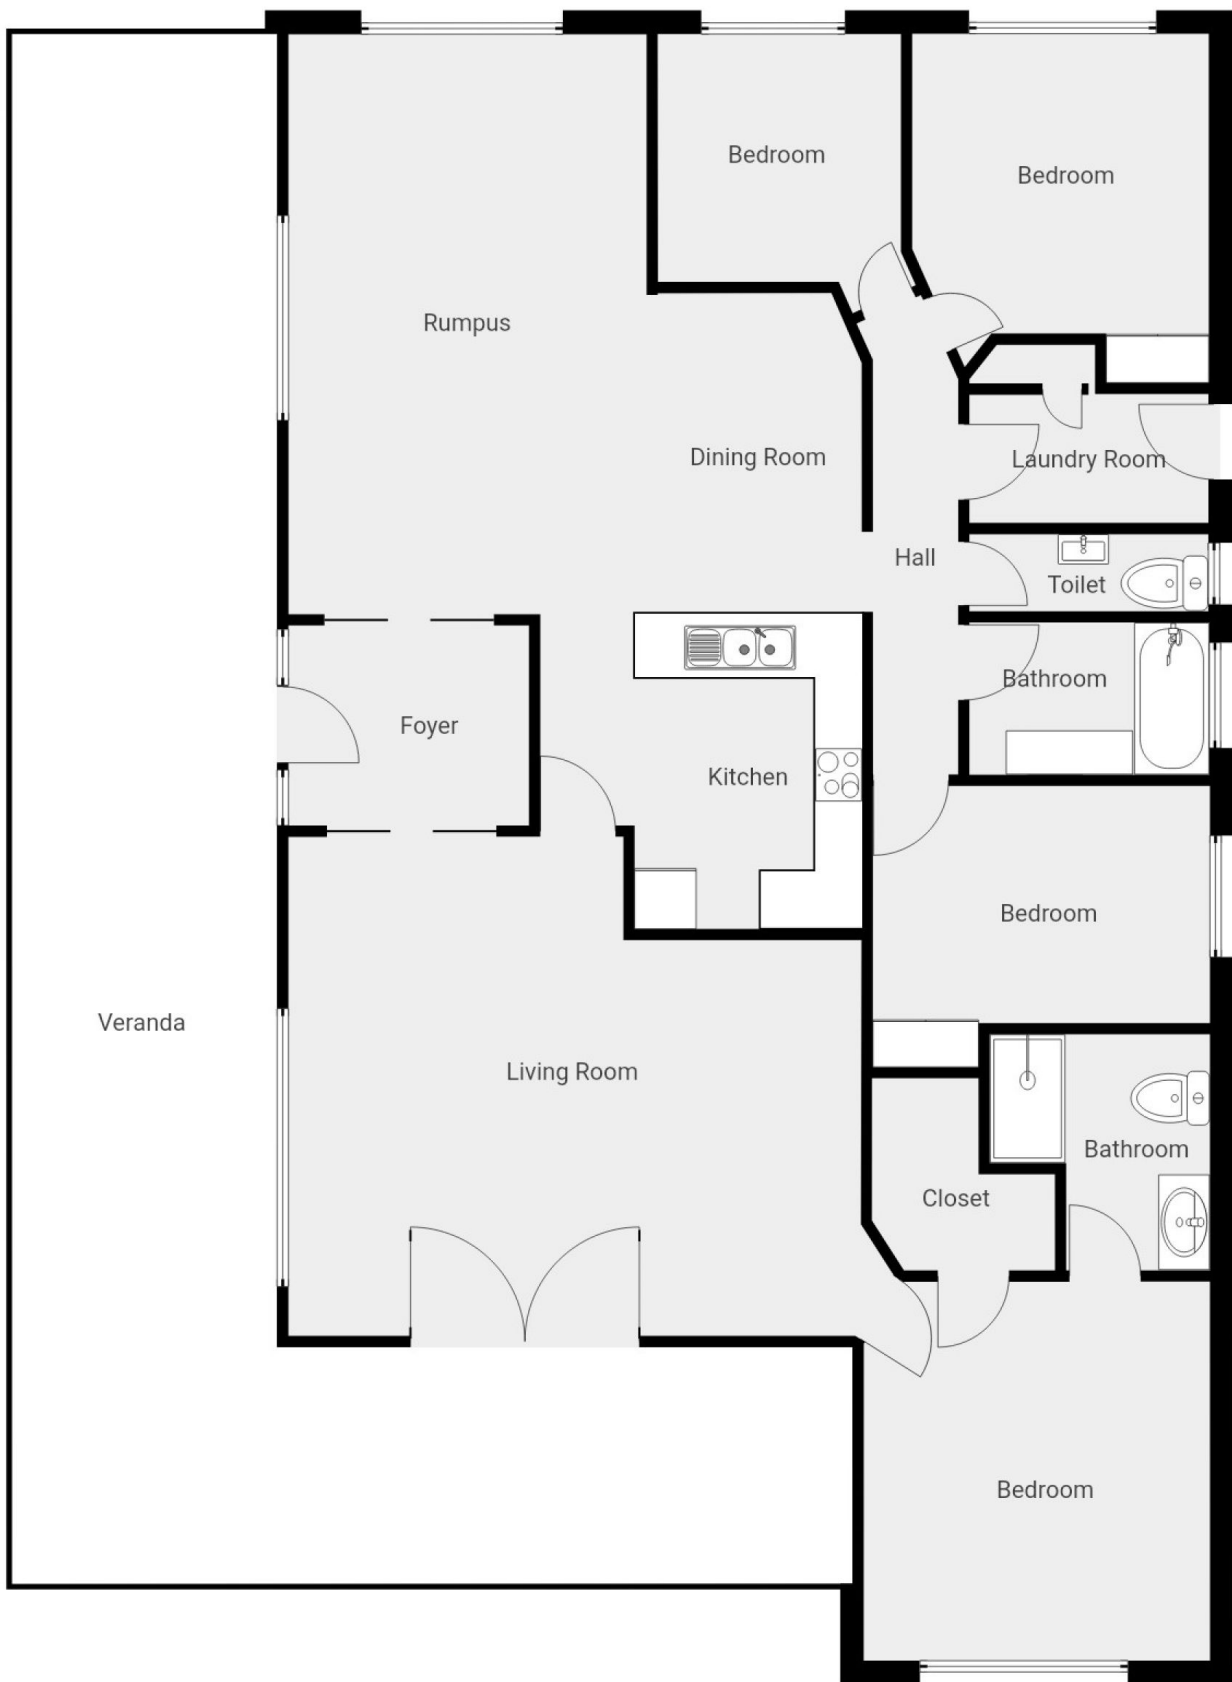 Bedroom
Bedroom
Rumpus
Dining Room
Laundry Room
Hall
Toilet
Bathroom
Foyer
Kitchen
Bedroom
Veranda
Living Room
Bathroom
Closet
Bedroom